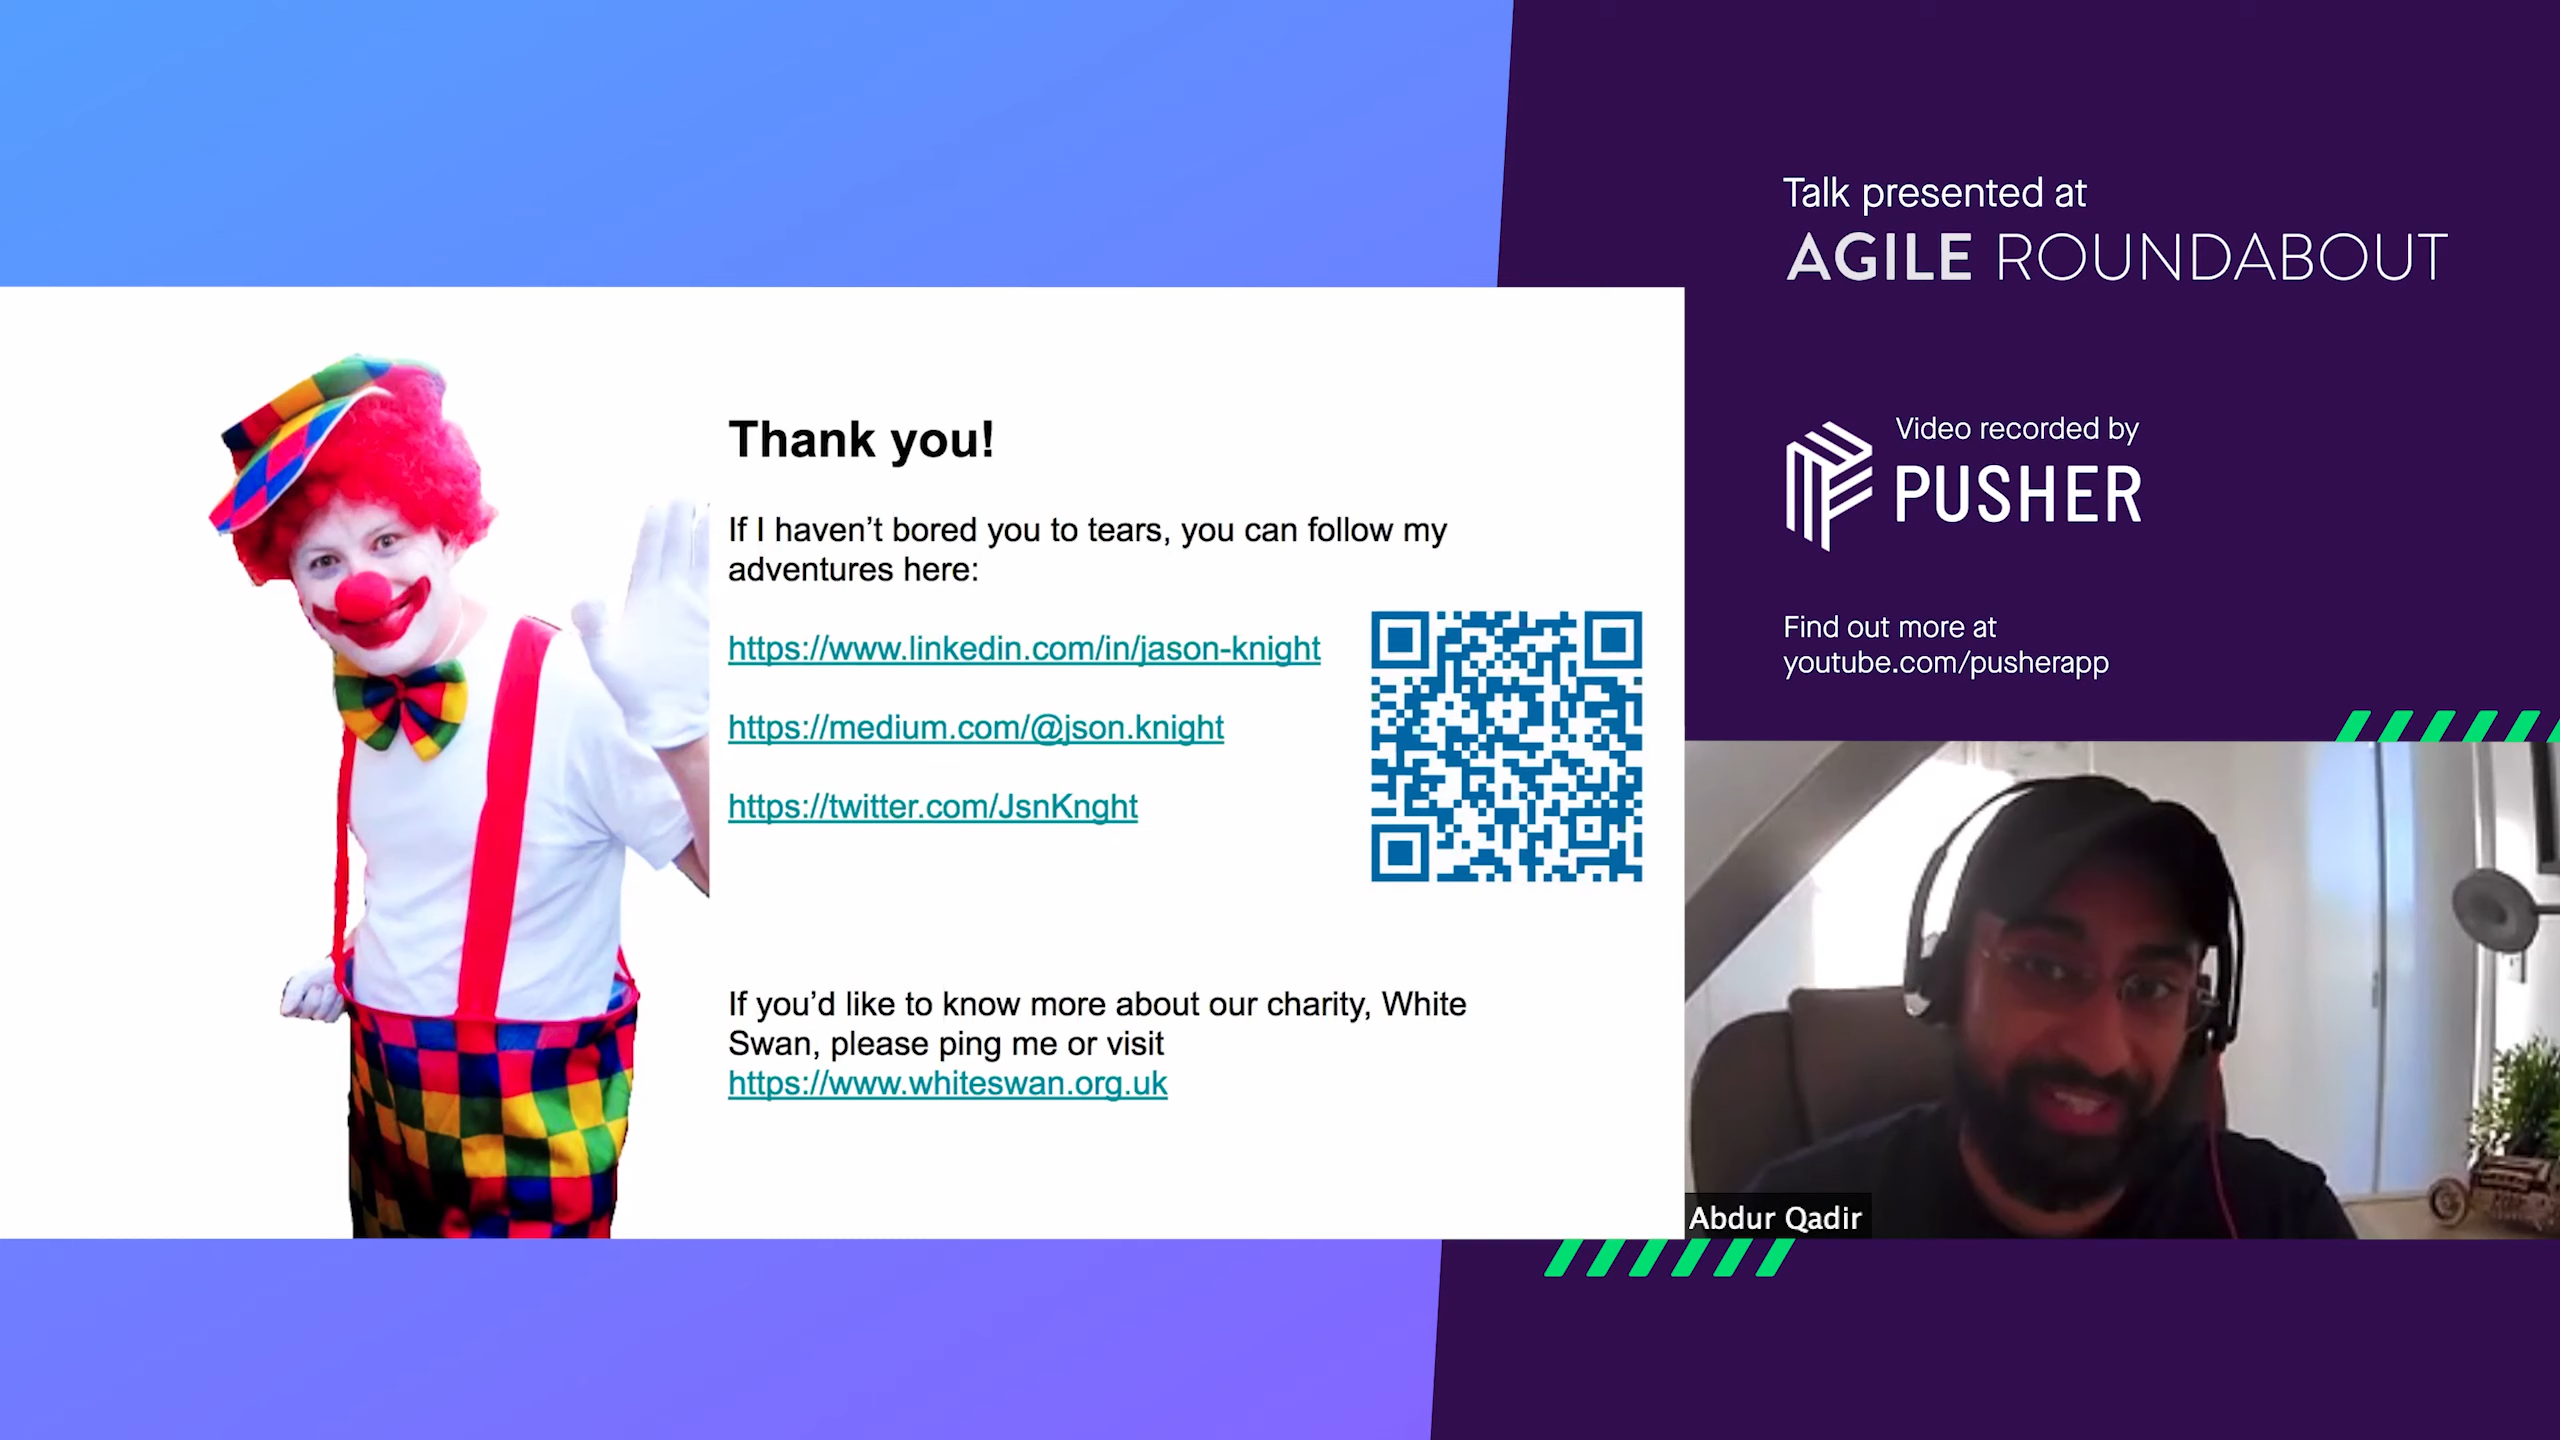 Talk presented at
AGILE ROUNDABOUT
Video recorded by
PUSHER
Find out more at
youtube.com/pusherapp
Thank you!
If I haven’t bored you to tears, you can follow my
adventures here:
https://www.linkedin.com/in/jason-knight
https://medium.com/@json.knight
https://twitter.com/JsnKnght
If you’d like to know more about our charity, White
Swan, please ping me or visit
https://www.whiteswan.org.uk
Abdur Qadir